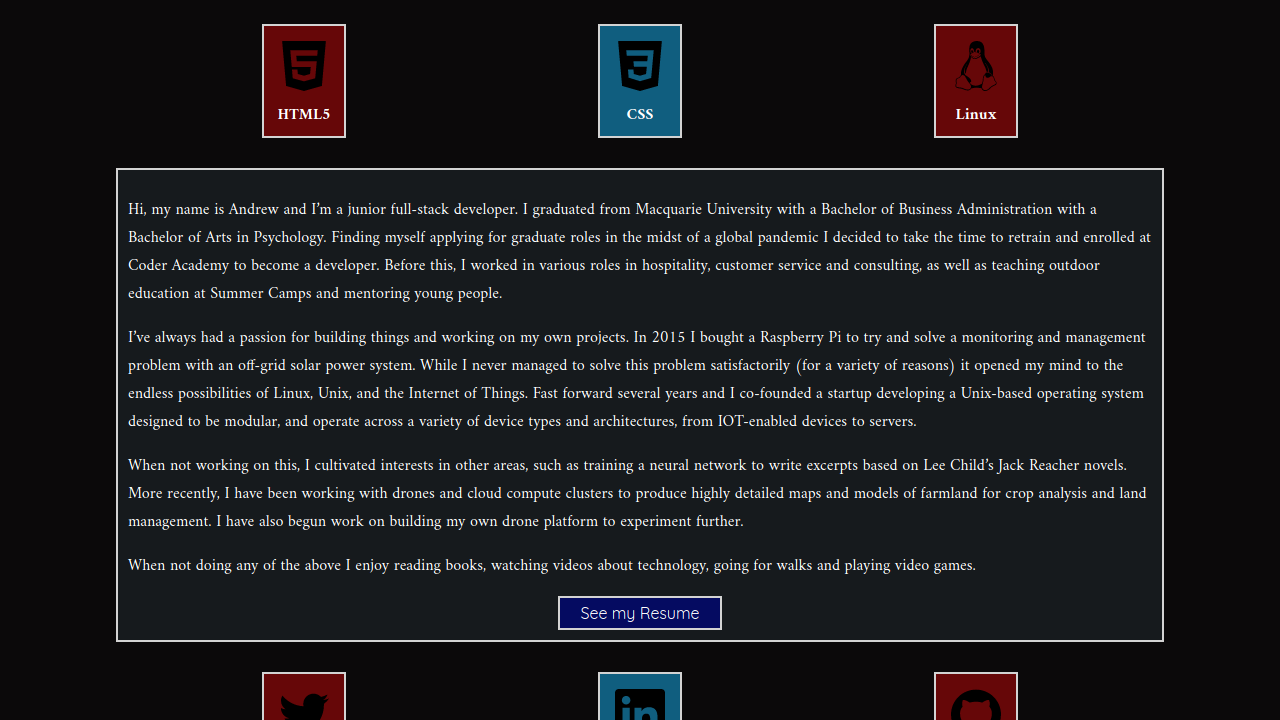 HTML5
CSS
Linux
Hi, my name is Andrew and I’m a junior full-stack developer. I graduated from Macquarie University with a Bachelor of Business Administration with a
Bachelor of Arts in Psychology. Finding myself applying for graduate roles in the midst of a global pandemic I decided to take the time to retrain and enrolled at
Coder Academy to become a developer. Before this, I worked in various roles in hospitality, customer service and consulting, as well as teaching outdoor
education at Summer Camps and mentoring young people.
I’ve always had a passion for building things and working on my own projects. In 2015 I bought a Raspberry Pi to try and solve a monitoring and management
problem with an off-grid solar power system. While I never managed to solve this problem satisfactorily (for a variety of reasons) it opened my mind to the
endless possibilities of Linux, Unix, and the Internet of Things. Fast forward several years and I co-founded a startup developing a Unix-based operating system
designed to be modular, and operate across a variety of device types and architectures, from IOT-enabled devices to servers.
When not working on this, I cultivated interests in other areas, such as training a neural network to write excerpts based on Lee Child’s Jack Reacher novels.
More recently, I have been working with drones and cloud compute clusters to produce highly detailed maps and models of farmland for crop analysis and land
management. I have also begun work on building my own drone platform to experiment further.
When not doing any of the above I enjoy reading books, watching videos about technology, going for walks and playing video games.
See my Resume